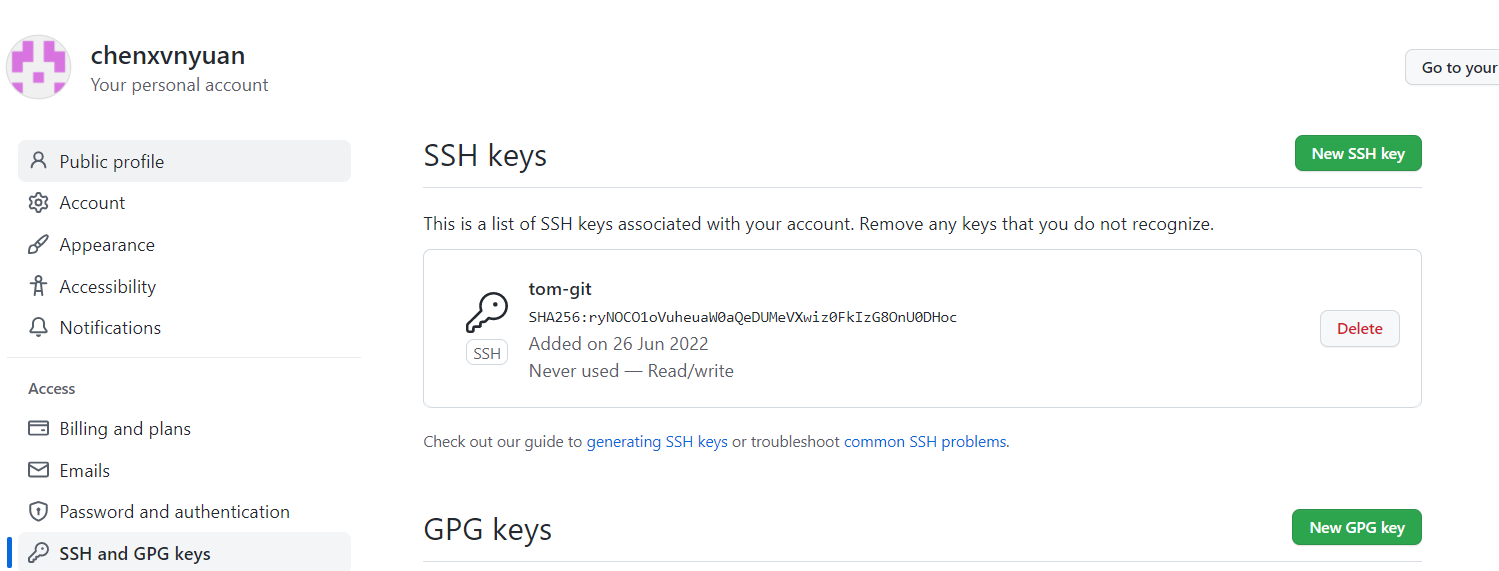 chenxvnyuan
Your personal account
Go to your
Public profile
Account
Appearance
Accessibility
Notifications
Access
Billing and plans
Emails
Password and authentication
SSH and GPG keys
SSH keys
New SSH key
This is a list of SSH keys associated with your account. Remove any keys that you do not recognize.
tom-git
SHA256:ryNOCO1oVuheuaW0aQeDUMeVXwiz0FkIzG8OnU0DHoc
Added on 26 Jun 2022
Never used — Read/write
SSH
Delete
Check out our guide to generating SSH keys or troubleshoot common SSH problems.
GPG keys
New GPG key